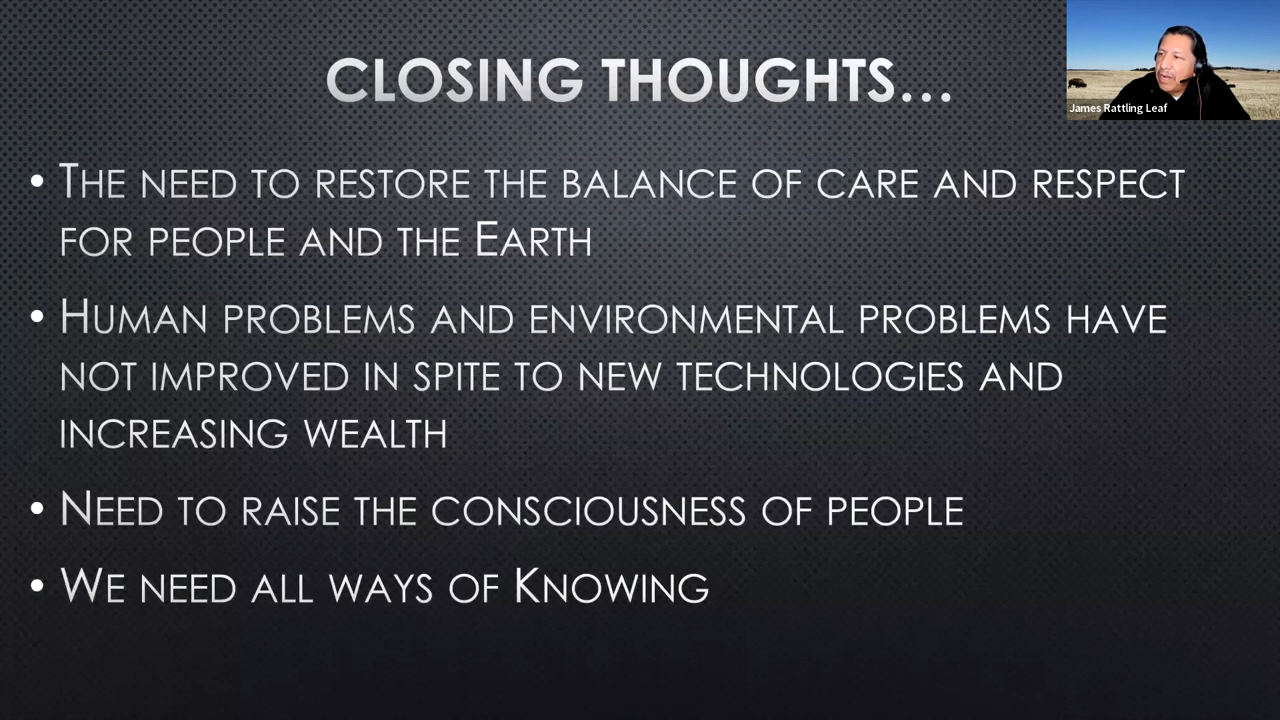 CLOSING THOUGHTS...
James Rattling Leaf
• THE NEED TO RESTORE THE BALANCE OF CARE AND RESPECT
FOR PEOPLE AND THE EARTH
• HUMAN PROBLEMS AND ENVIRONMENTAL PROBLEMS HAVE
NOT IMPROVED IN SPITE TO NEW TECHNOLOGIES AND
INCREASING WEALTH
• NEED TO RAISE THE CONSCIOUSNESS OF PEOPLE
• WE NEED ALL WAYS OF KNOWING